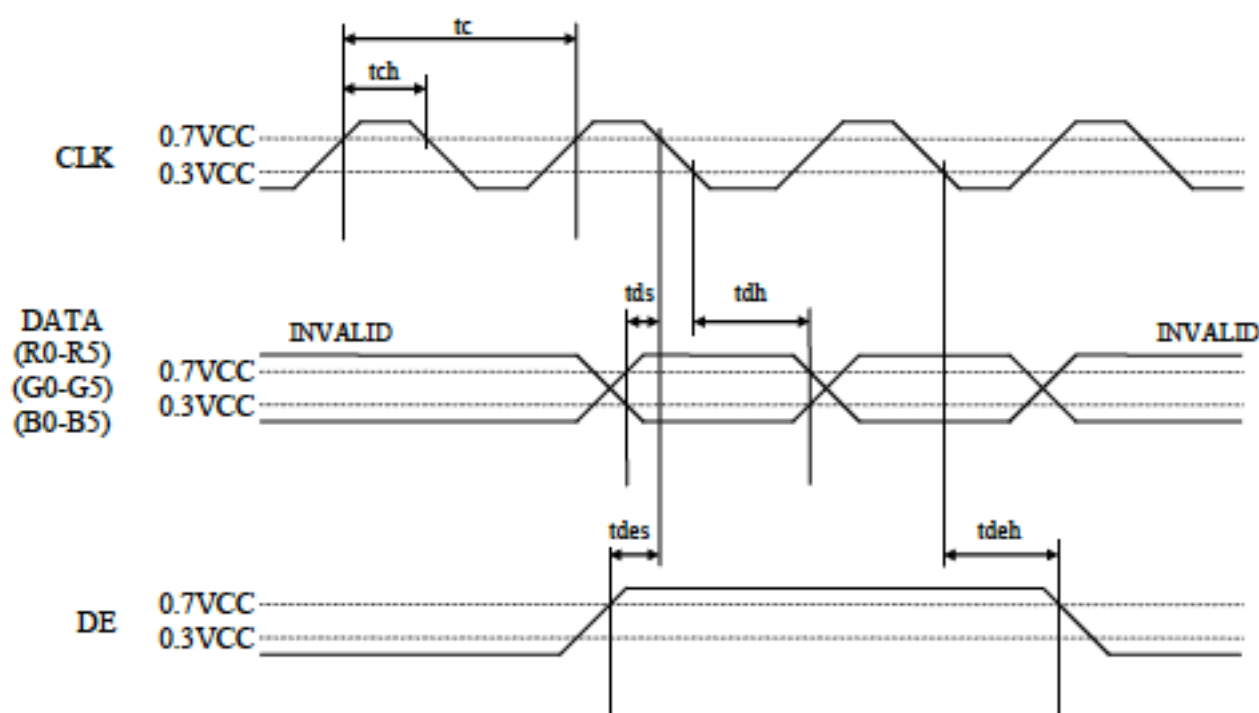 tc
tch
0.7VCC
CLK
0.3VCC
tds
tdh
DATA
INVALID
INVALID
(R0-R5)
0.7VCC
(G0-G5)
0.3VCC
(B0-B5)
tdes
tdeh
0.7VCC
DE
0.3VCC